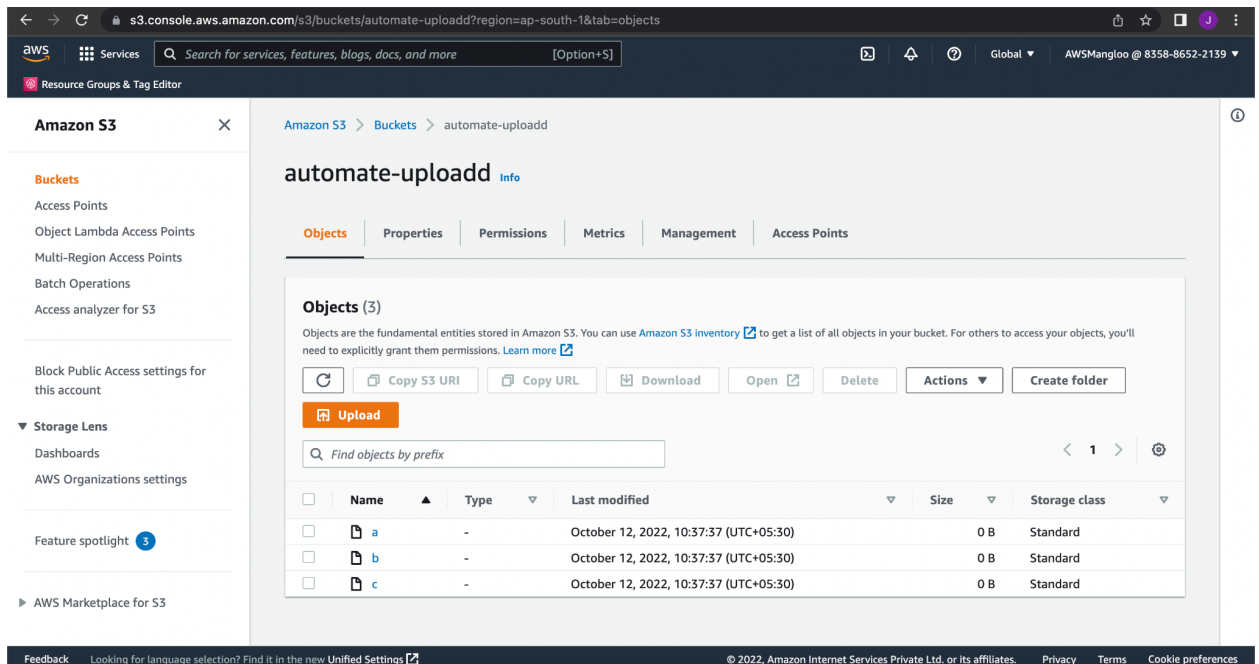 s3.console.aws.amazon.com/s3/buckets/automate-uploadd?region=ap-south-1&tab=objects
J
aws
Services
Search for services, features, blogs, docs, and more
[Option+S]
Global
AWSMangloo @ 8358-8652-2139
Resource Groups & Tag Editor
Amazon S3
Buckets
Access Points
Object Lambda Access Points
Multi-Region Access Points
Batch Operations
Access analyzer for S3
Block Public Access settings for
this account
Storage Lens
Dashboards
AWS Organizations settings
Feature spotlight 3
AWS Marketplace for S3
Amazon S3 > Buckets > automate-uploadd
automate-uploadd Info
Objects Properties Permissions Metrics Management Access Points
Objects (3)
Objects are the fundamental entities stored in Amazon S3. You can use Amazon S3 inventory to get a list of all objects in your bucket. For others to access your objects, you'll
need to explicitly grant them permissions. Learn more
Copy S3 URI Copy URL Download Open Delete Actions Create folder
Upload
Find objects by prefix
1
Name Type Last modified Size Storage class
a - October 12, 2022, 10:37:37 (UTC+05:30) 0 B Standard
b - October 12, 2022, 10:37:37 (UTC+05:30) 0 B Standard
c - October 12, 2022, 10:37:37 (UTC+05:30) 0 B Standard
Feedback Looking for language selection? Find it in the new Unified Settings © 2022, Amazon Internet Services Private Ltd. or its affiliates. Privacy Terms Cookie preferences